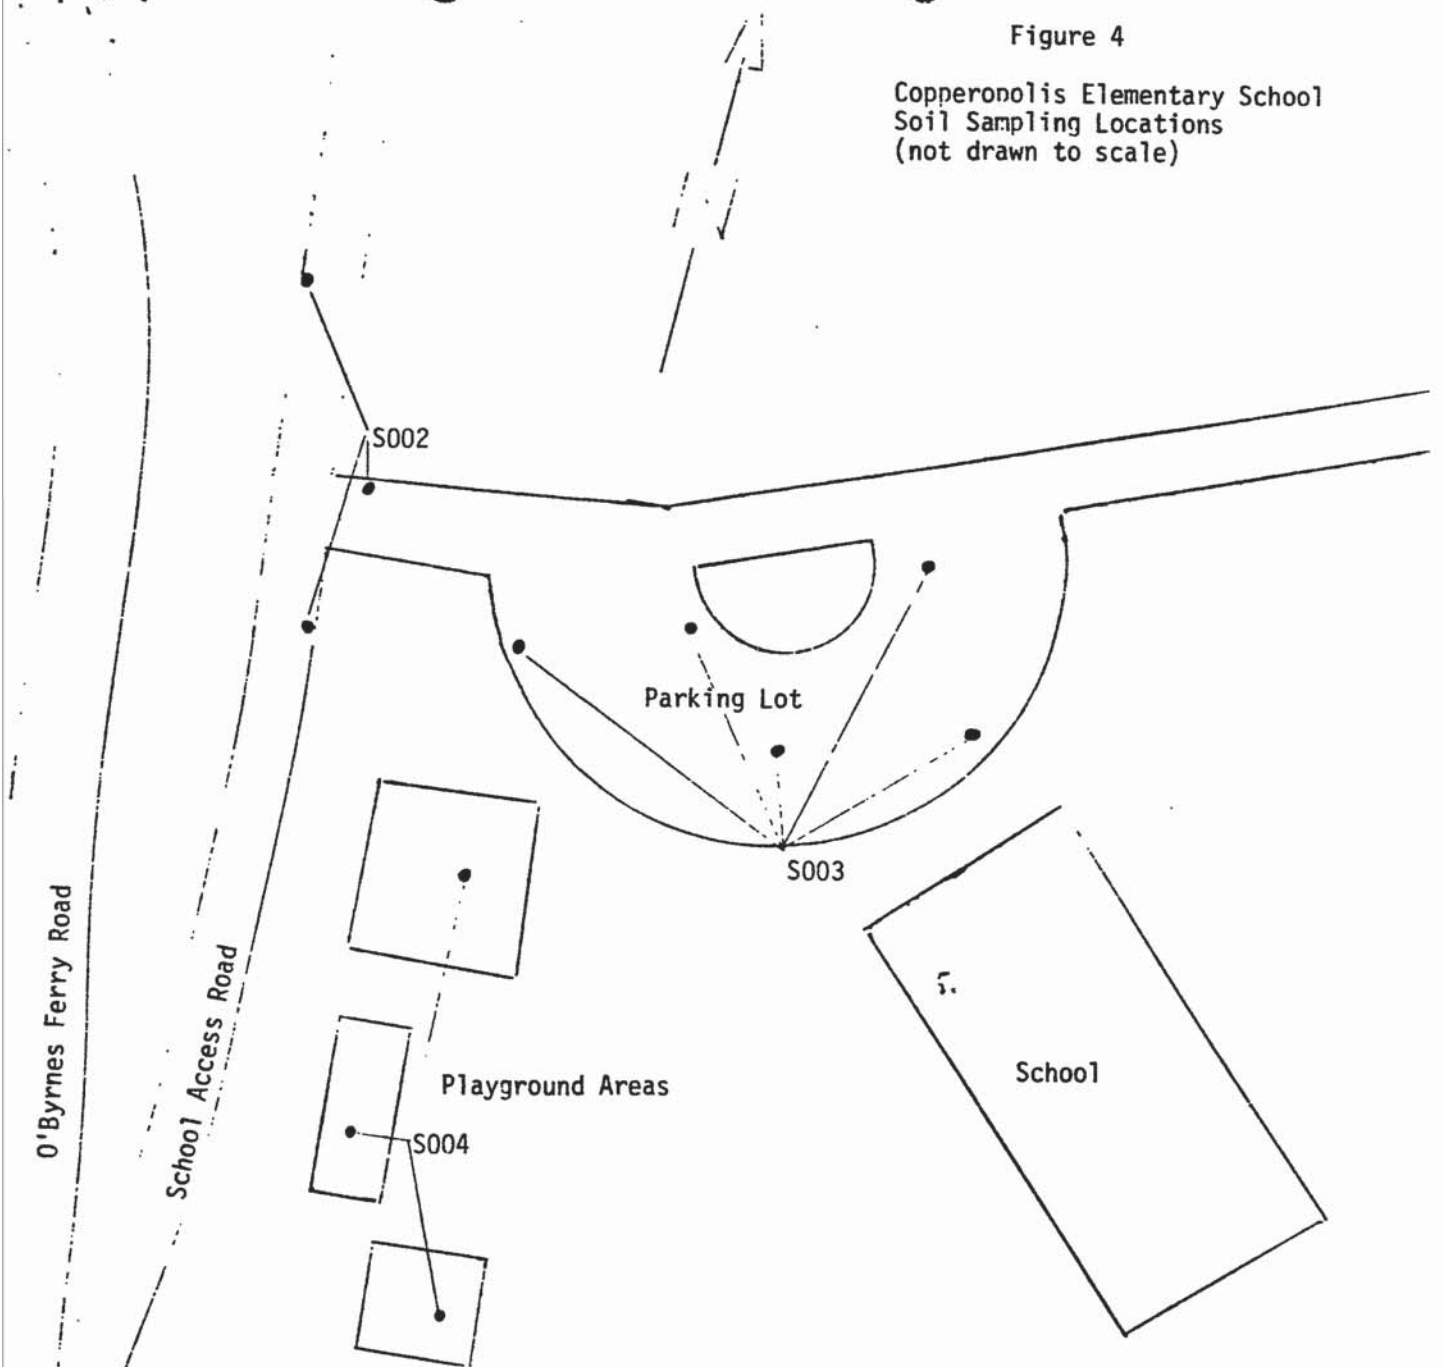 Figure 4
Copperopolis Elementary School
Soil Sampling Locations
(not drawn to scale)
S002
Parking Lot
S003
O'Byrnes Ferry Road
School Access Road
Playground Areas
S004
School